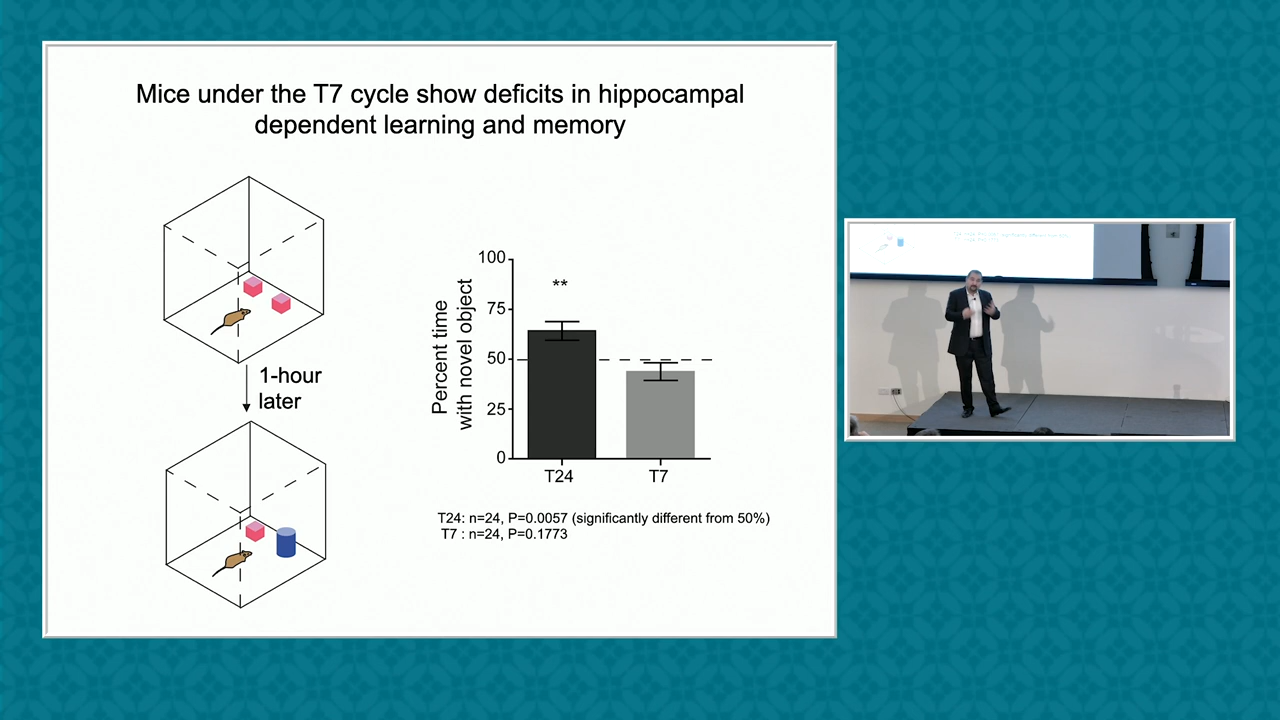 Mice under the T7 cycle show deficits in hippocampal
dependent learning and memory
1-hour
later
Percent time
with novel object
100
75
50
25
0
**
T24
T7
T24: n=24, P=0.0057 (significantly different from 50%)
T7 : n=24, P=0.1773